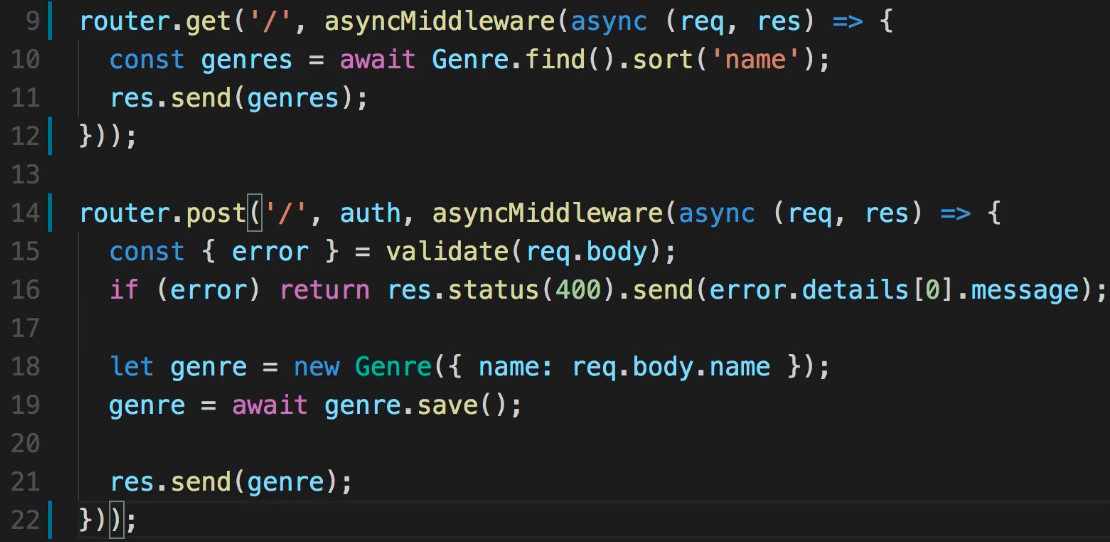 9 router.get('/', asyncMiddleware(async (req, res) => {
10   const genres = await Genre.find().sort('name');
11   res.send(genres);
12 }));
13
14 router.post('/', auth, asyncMiddleware(async (req, res) => {
15   const { error } = validate(req.body);
16   if (error) return res.status(400).send(error.details[0].message);
17
18   let genre = new Genre({ name: req.body.name });
19   genre = await genre.save();
20
21   res.send(genre);
22 }));